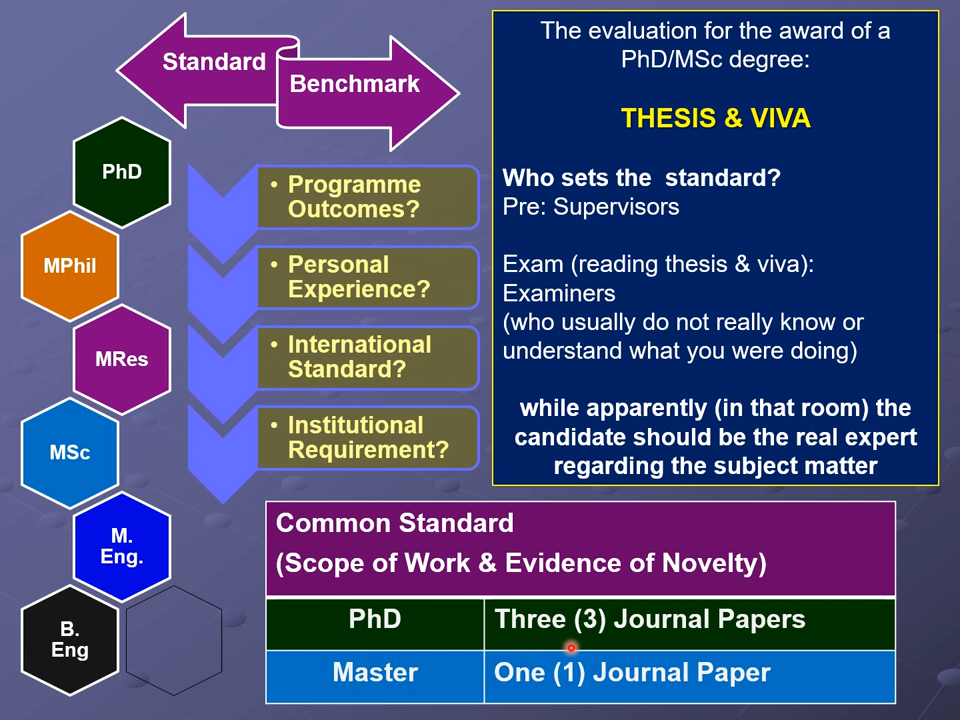 Standard
Benchmark
PhD
MPhil
MRes
MSc
M.
Eng.
B.
Eng
• Programme
Outcomes?
• Personal
Experience?
• International
Standard?
• Institutional
Requirement?
The evaluation for the award of a
PhD/MSc degree:
THESIS & VIVA
Who sets the standard?
Pre: Supervisors
Exam (reading thesis & viva):
Examiners
(who usually do not really know or
understand what you were doing)
while apparently (in that room) the
candidate should be the real expert
regarding the subject matter
Common Standard
(Scope of Work & Evidence of Novelty)
PhD Three (3) Journal Papers
Master One (1) Journal Paper